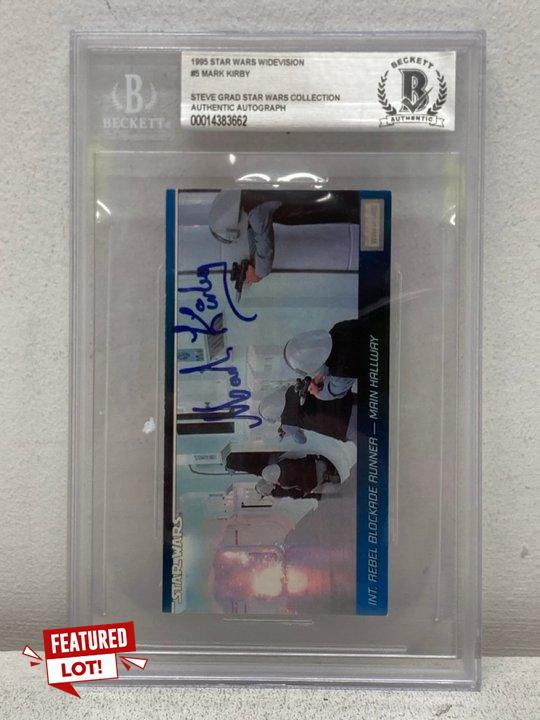 1995 STAR WARS WIDEVISION
#5 MARK KIRBY
STEVE GRAD STAR WARS COLLECTION
AUTHENTIC AUTOGRAPH
00014383662
BECKETT
B
BECKETT
B
AUTHENTIC
Mark Kirby
STAR WARS
INT. REBEL BLOCKADE RUNNER — MAIN HALLWAY
FEATURED
LOT!